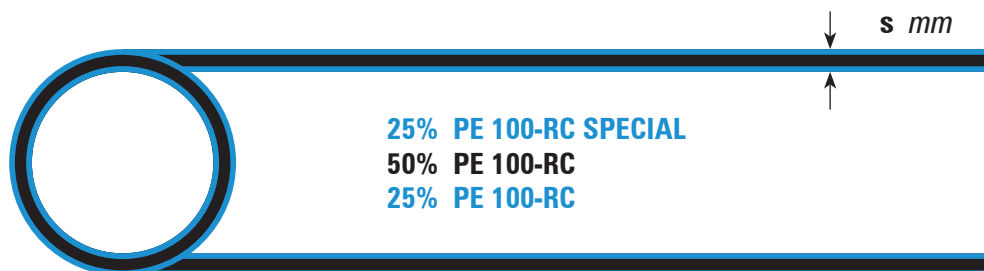 s mm
25% PE 100-RC SPECIAL
50% PE 100-RC
25% PE 100-RC